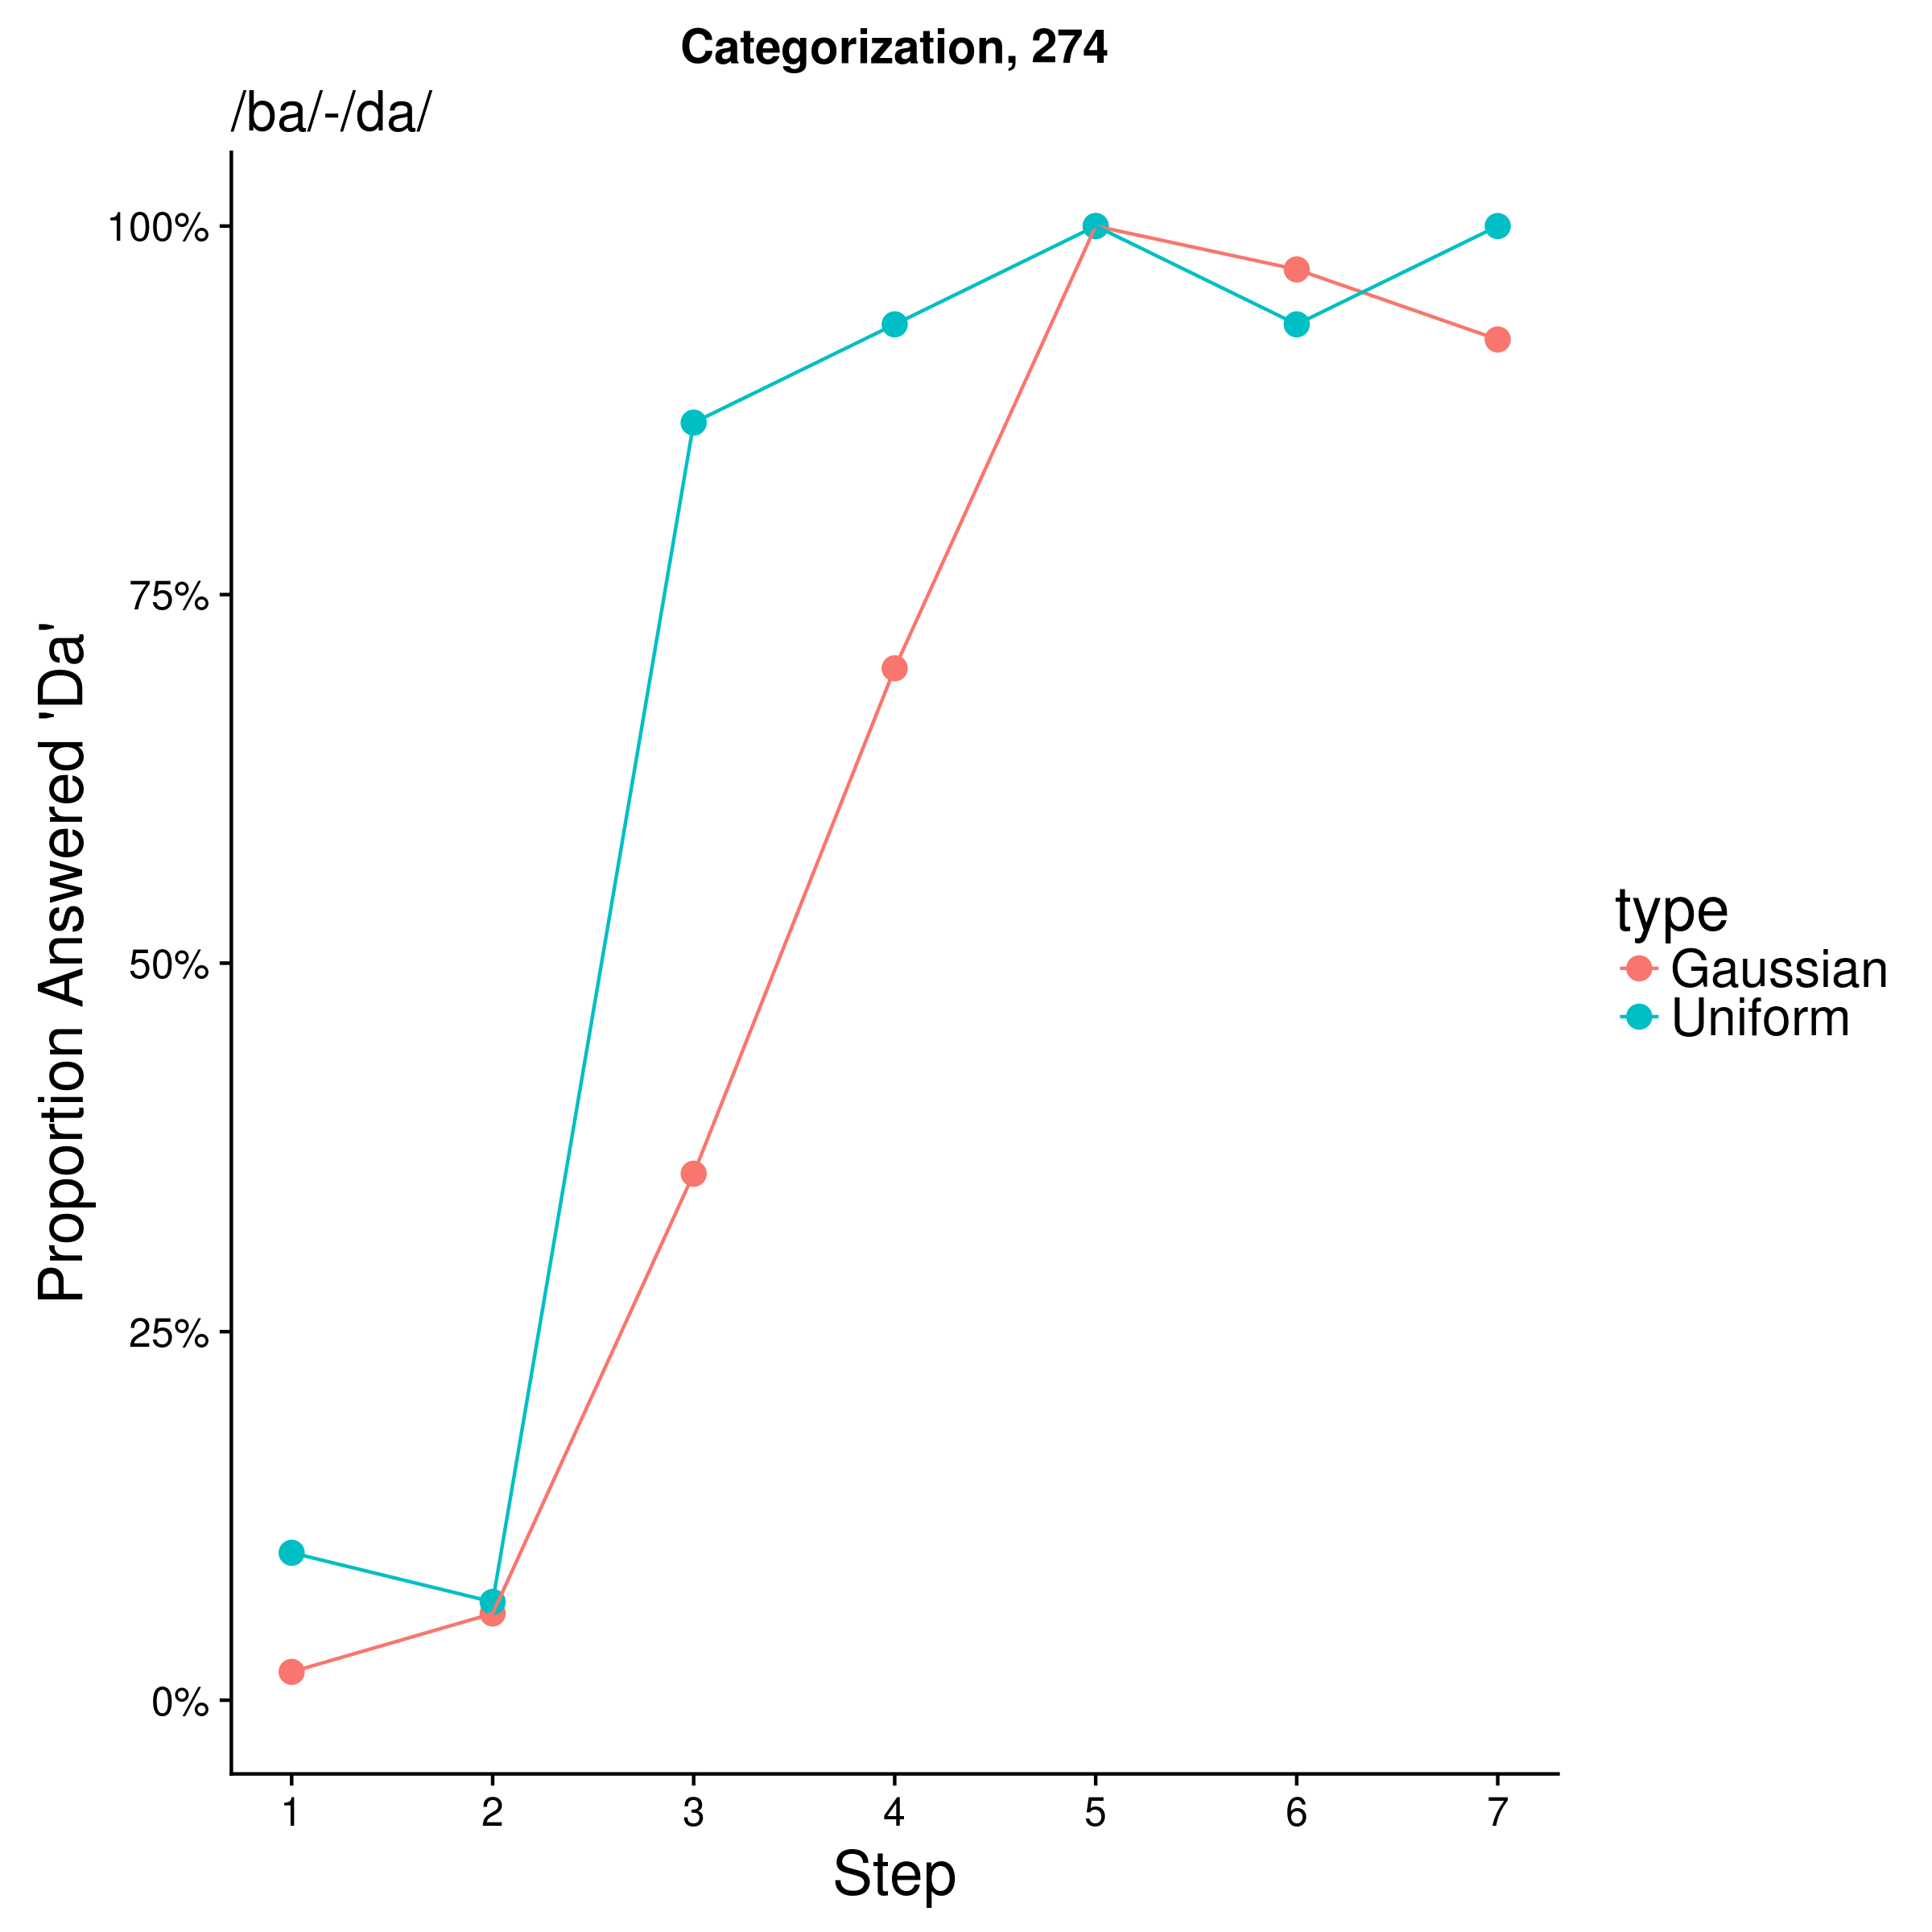 Categorization, 274
/ba/-/da/
Proportion Answered 'Da'
100%
75%
50%
25%
0%
1 2 3 4 5 6 7
Step
type
Gaussian
Uniform